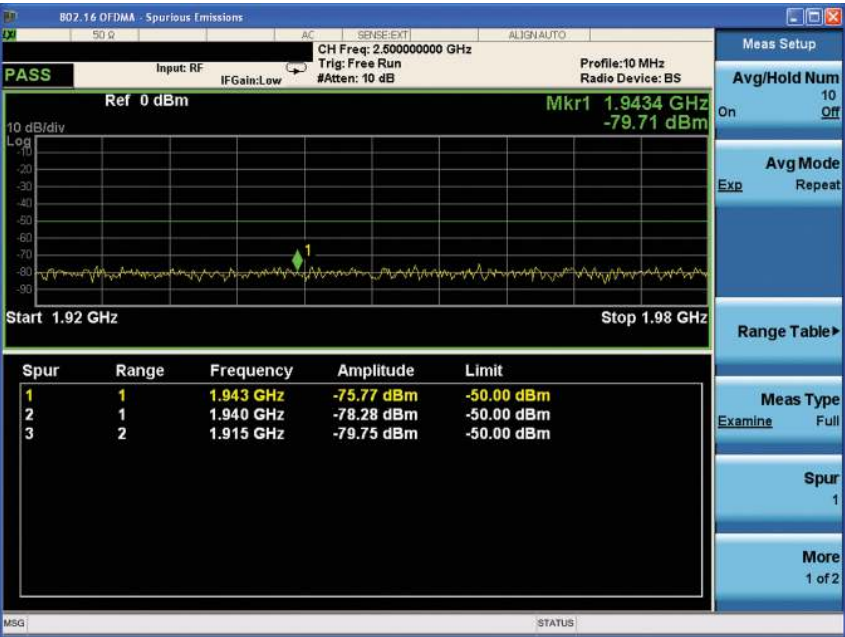 802.16 OFDMA - Spurious Emissions
LXI 50 Ω AC SENSE:EXT ALIGN AUTO
CH Freq: 2.500000000 GHz
Input: RF Trig: Free Run Profile:10 MHz
PASS IFGain:Low #Atten: 10 dB Radio Device: BS
Ref 0 dBm Mkr1 1.9434 GHz
10 dB/div -79.71 dBm
Log
-10
-20
-30
-40
-50
-60
-70
1
-80
-90
Start 1.92 GHz Stop 1.98 GHz
Spur Range Frequency Amplitude Limit
1 1 1.943 GHz -75.77 dBm -50.00 dBm
2 1 1.940 GHz -78.28 dBm -50.00 dBm
3 2 1.915 GHz -79.75 dBm -50.00 dBm
MSG STATUS
Meas Setup
Avg/Hold Num
10
On Off
Avg Mode
Exp Repeat
Range Table
Meas Type
Examine Full
Spur
1
More
1 of 2